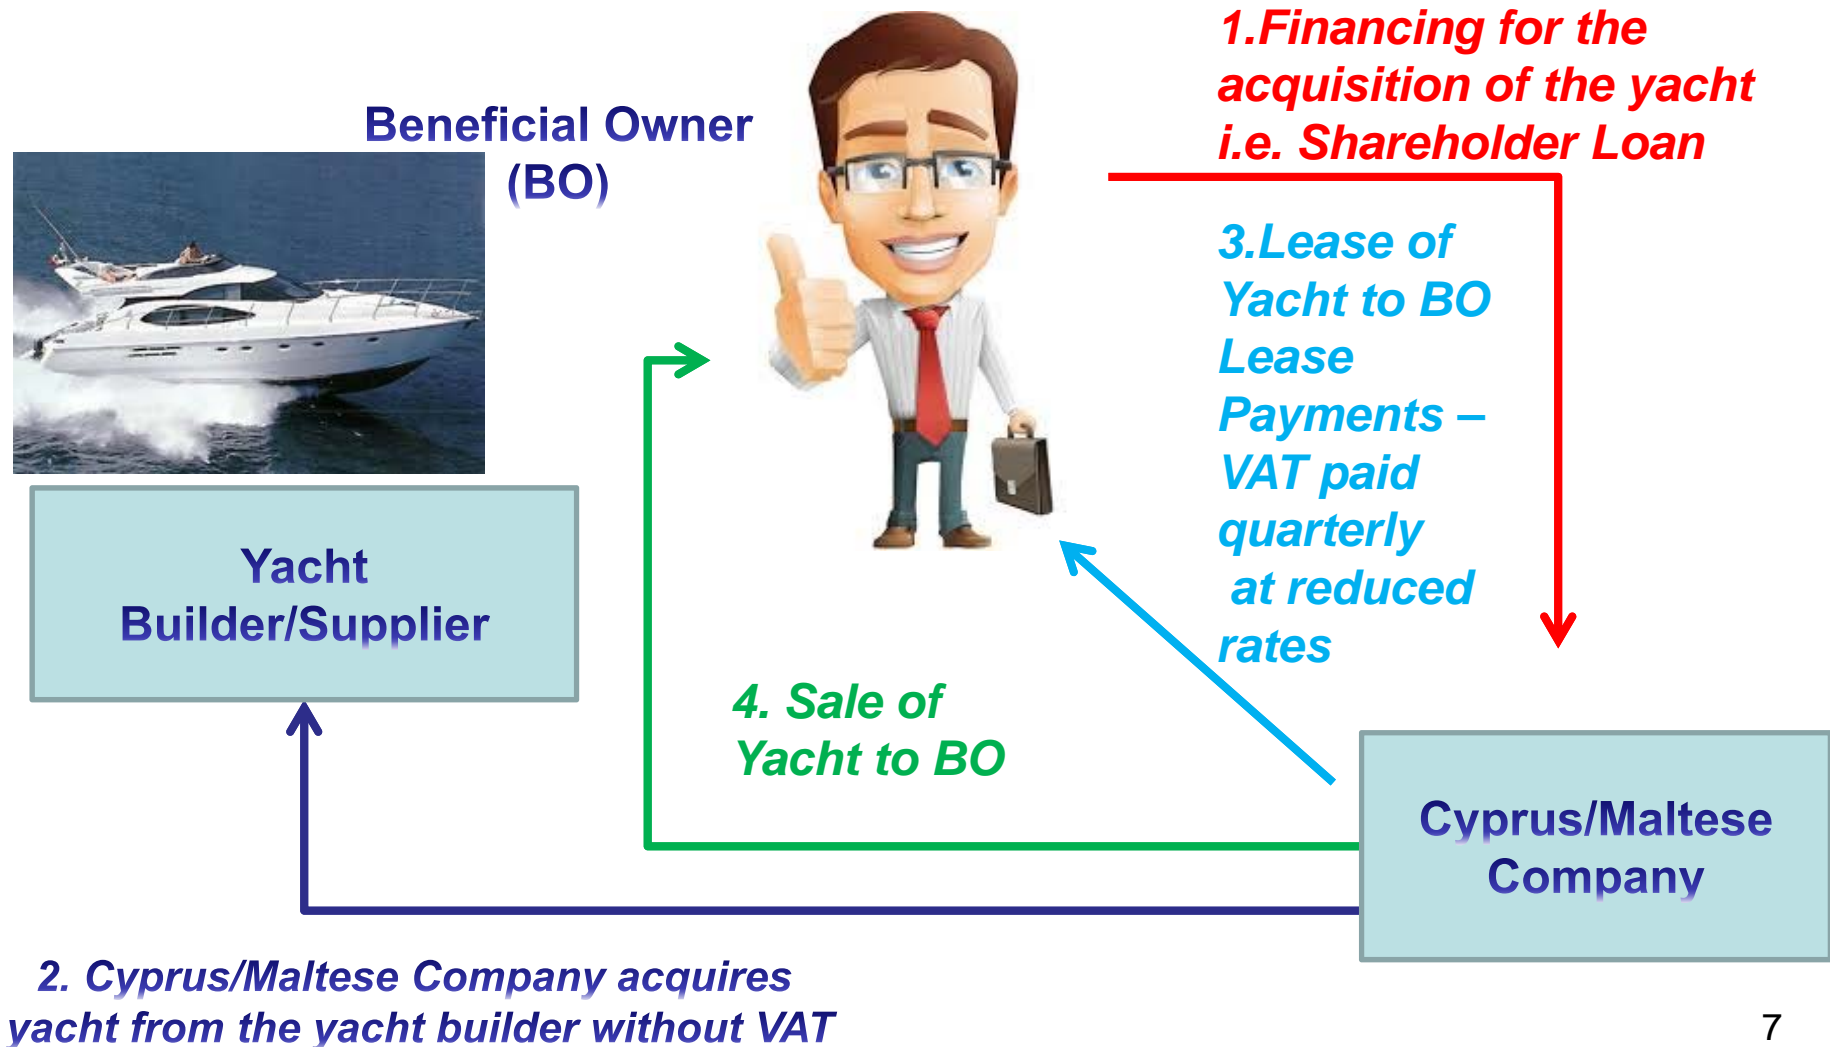 Beneficial Owner
(BO)
1.Financing for the
acquisition of the yacht
i.e. Shareholder Loan
3.Lease of
Yacht to BO
Lease
Payments –
VAT paid
quarterly
at reduced
rates
Yacht
Builder/Supplier
4. Sale of
Yacht to BO
Cyprus/Maltese
Company
2. Cyprus/Maltese Company acquires
yacht from the yacht builder without VAT
7